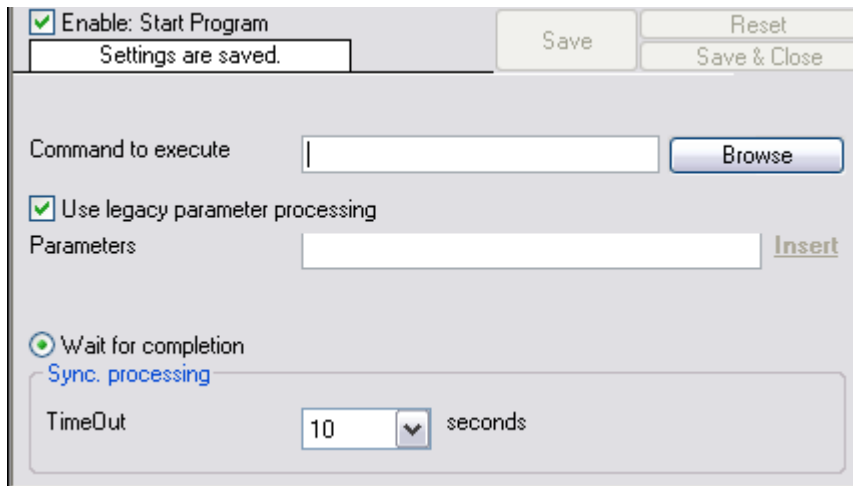 Enable: Start Program
Settings are saved.
Save
Reset
Save & Close
Command to execute
Browse
Use legacy parameter processing
Parameters
Insert
Wait for completion
Sync. processing
TimeOut 10 seconds